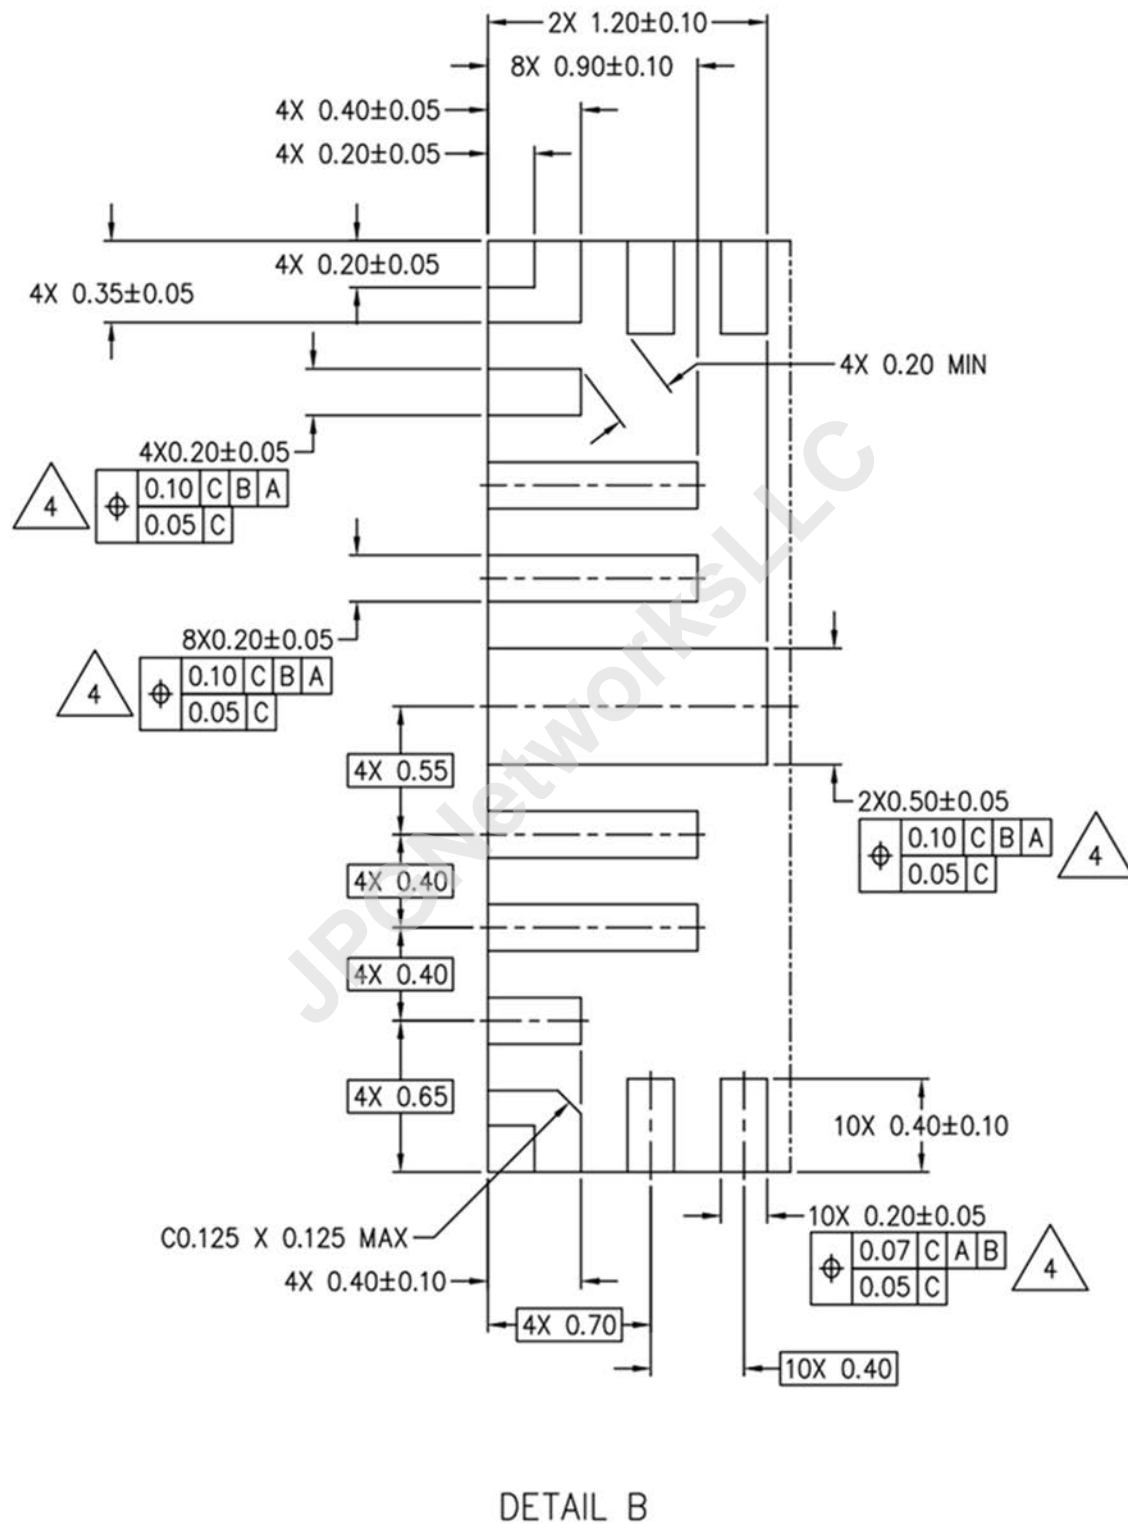 2X 1.20±0.10
8X 0.90±0.10
4X 0.40±0.05
4X 0.20±0.05
4X 0.20±0.05
4X 0.35±0.05
4X 0.20 MIN
4X0.20±0.05
4
0.10 C B A
0.05 C
8X0.20±0.05
4
0.10 C B A
0.05 C
4X 0.55
2X0.50±0.05
0.10 C B A
0.05 C
4
4X 0.40
4X 0.40
4X 0.65
10X 0.40±0.10
10X 0.20±0.05
0.07 C A B
0.05 C
4
C0.125 X 0.125 MAX
4X 0.40±0.10
4X 0.70
10X 0.40
DETAIL B
JPGNetworksLLC